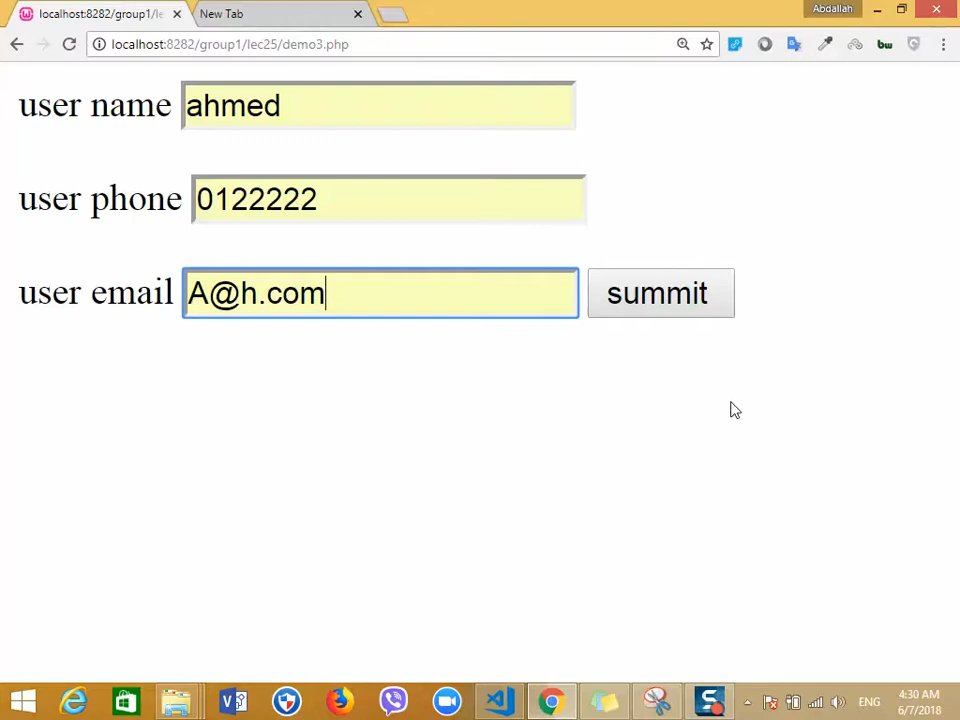 localhost:8282/group1/le
New Tab
Abdallah
localhost:8282/group1/lec25/demo3.php
bw
user name ahmed
user phone 0122222
user email A@h.com summit
ENG
4:30 AM
6/7/2018